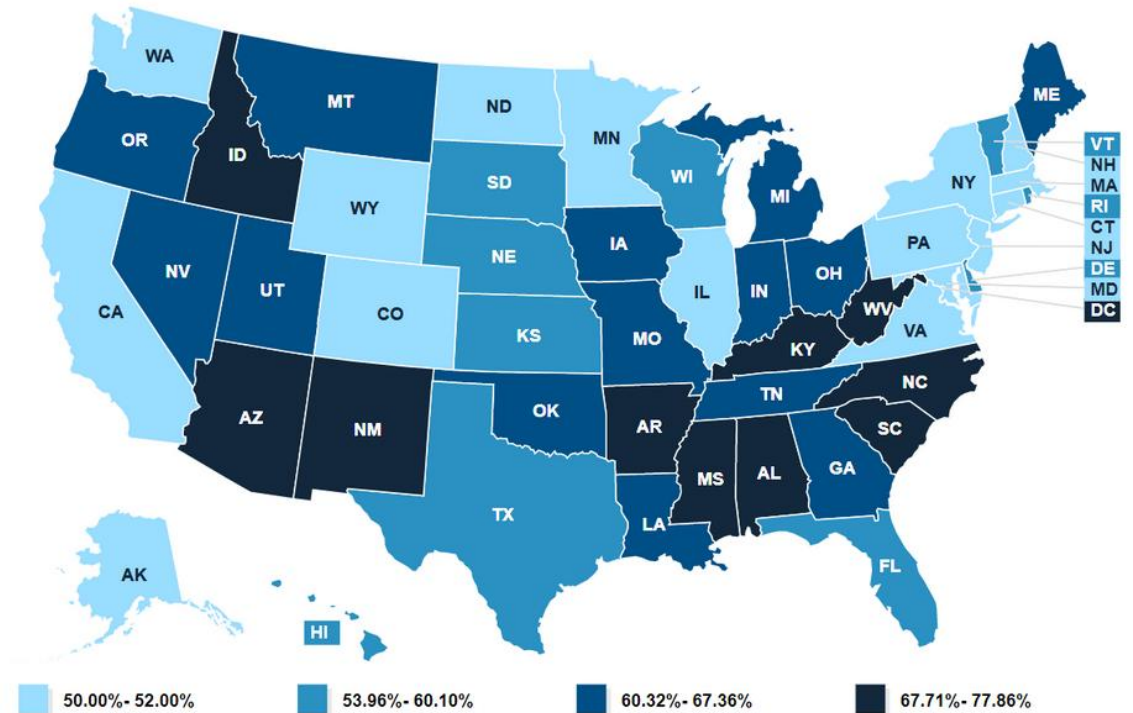 WA
MT
ND
MN
ME
OR
ID
SD
WI
VT
NH
WY
NY
MA
MI
RI
CT
NV
UT
NE
IA
PA
NJ
DE
CA
CO
IL
IN
OH
MD
DC
KS
MO
WV
VA
KY
AZ
NM
OK
AR
TN
NC
SC
MS
AL
GA
TX
LA
AK
FL
HI
50.00%- 52.00%
53.96%- 60.10%
60.32%- 67.36%
67.71%- 77.86%